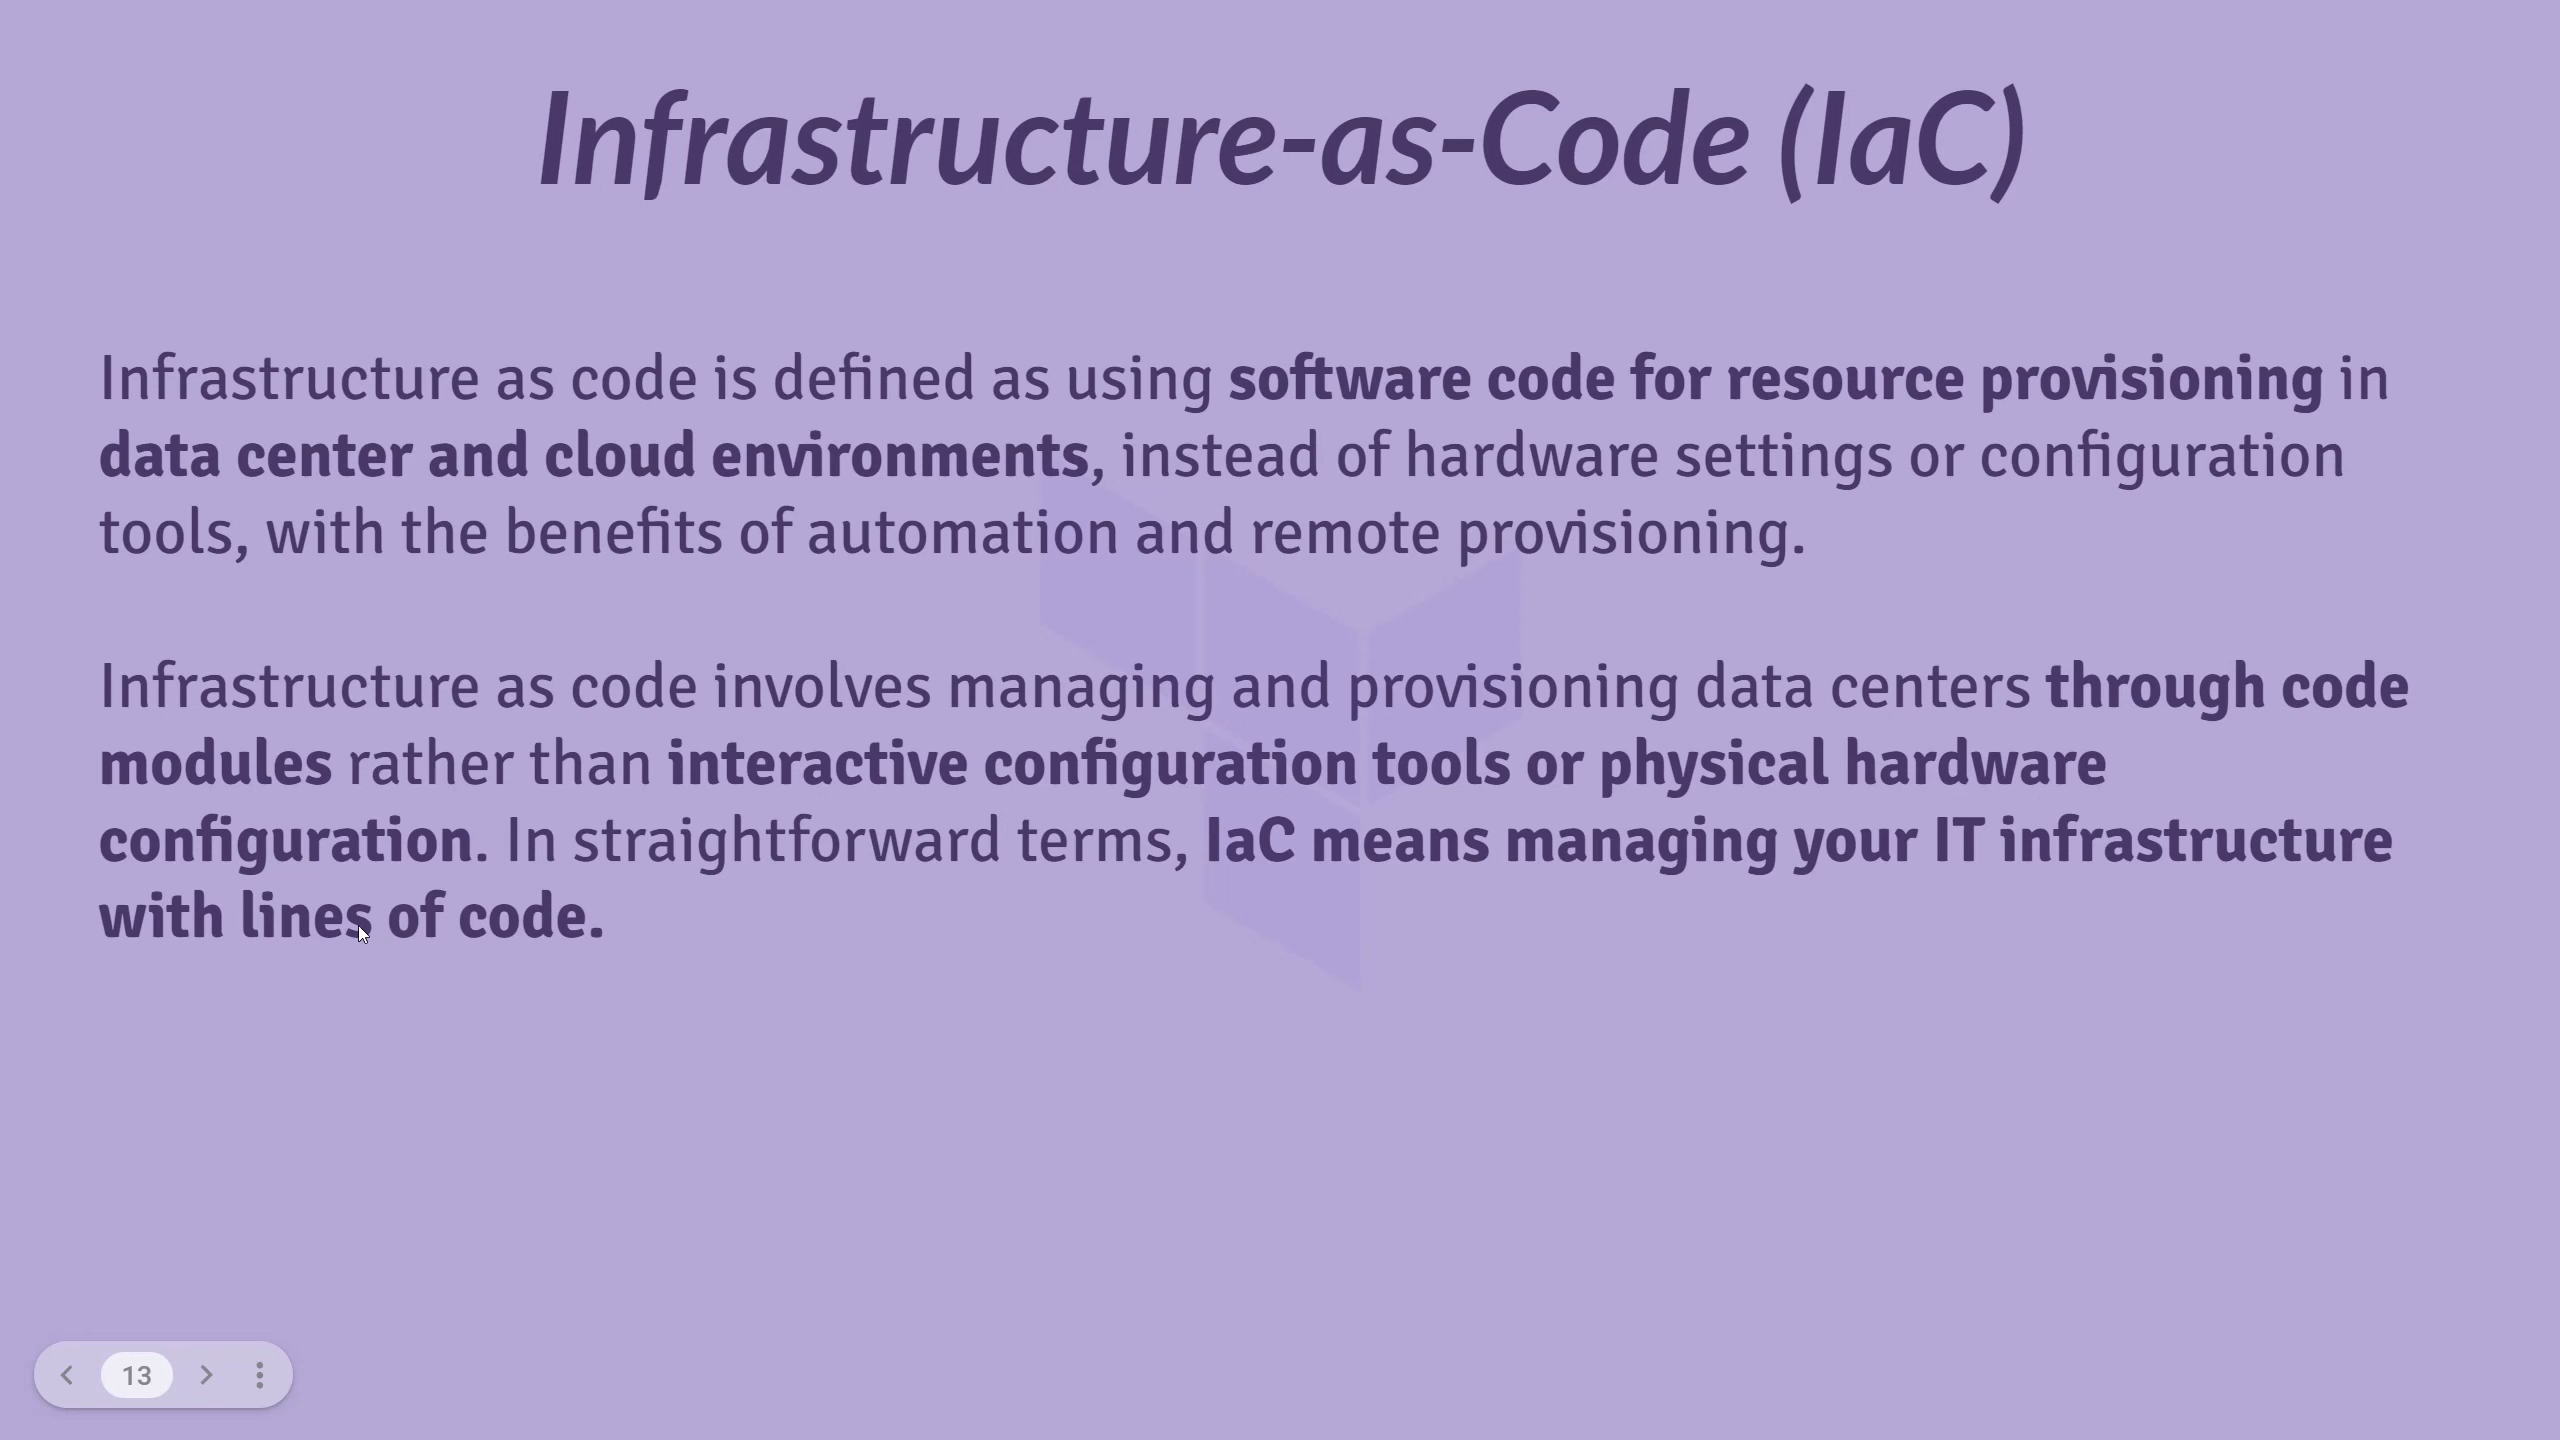 Infrastructure-as-Code (IaC)
Infrastructure as code is defined as using software code for resource provisioning in
data center and cloud environments, instead of hardware settings or configuration
tools, with the benefits of automation and remote provisioning.
Infrastructure as code involves managing and provisioning data centers through code
modules rather than interactive configuration tools or physical hardware
configuration. In straightforward terms, IaC means managing your IT infrastructure
with lines of code.
13